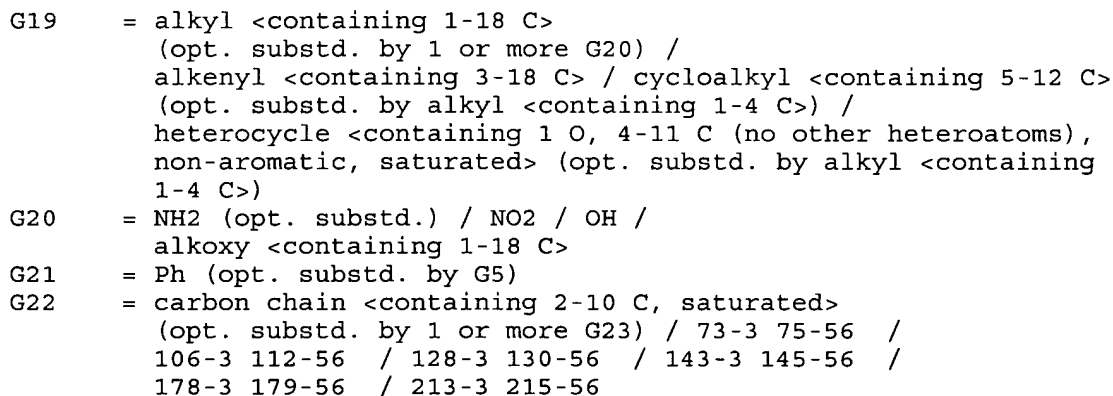 G19 = alkyl <containing 1-18 C>
(opt. substd. by 1 or more G20) /
alkenyl <containing 3-18 C> / cycloalkyl <containing 5-12 C>
(opt. substd. by alkyl <containing 1-4 C>) /
heterocycle <containing 1 O, 4-11 C (no other heteroatoms),
non-aromatic, saturated> (opt. substd. by alkyl <containing
1-4 C>)
G20 = NH2 (opt. substd.) / NO2 / OH /
alkoxy <containing 1-18 C>
G21 = Ph (opt. substd. by G5)
G22 = carbon chain <containing 2-10 C, saturated>
(opt. substd. by 1 or more G23) / 73-3 75-56 /
106-3 112-56 / 128-3 130-56 / 143-3 145-56 /
178-3 179-56 / 213-3 215-56